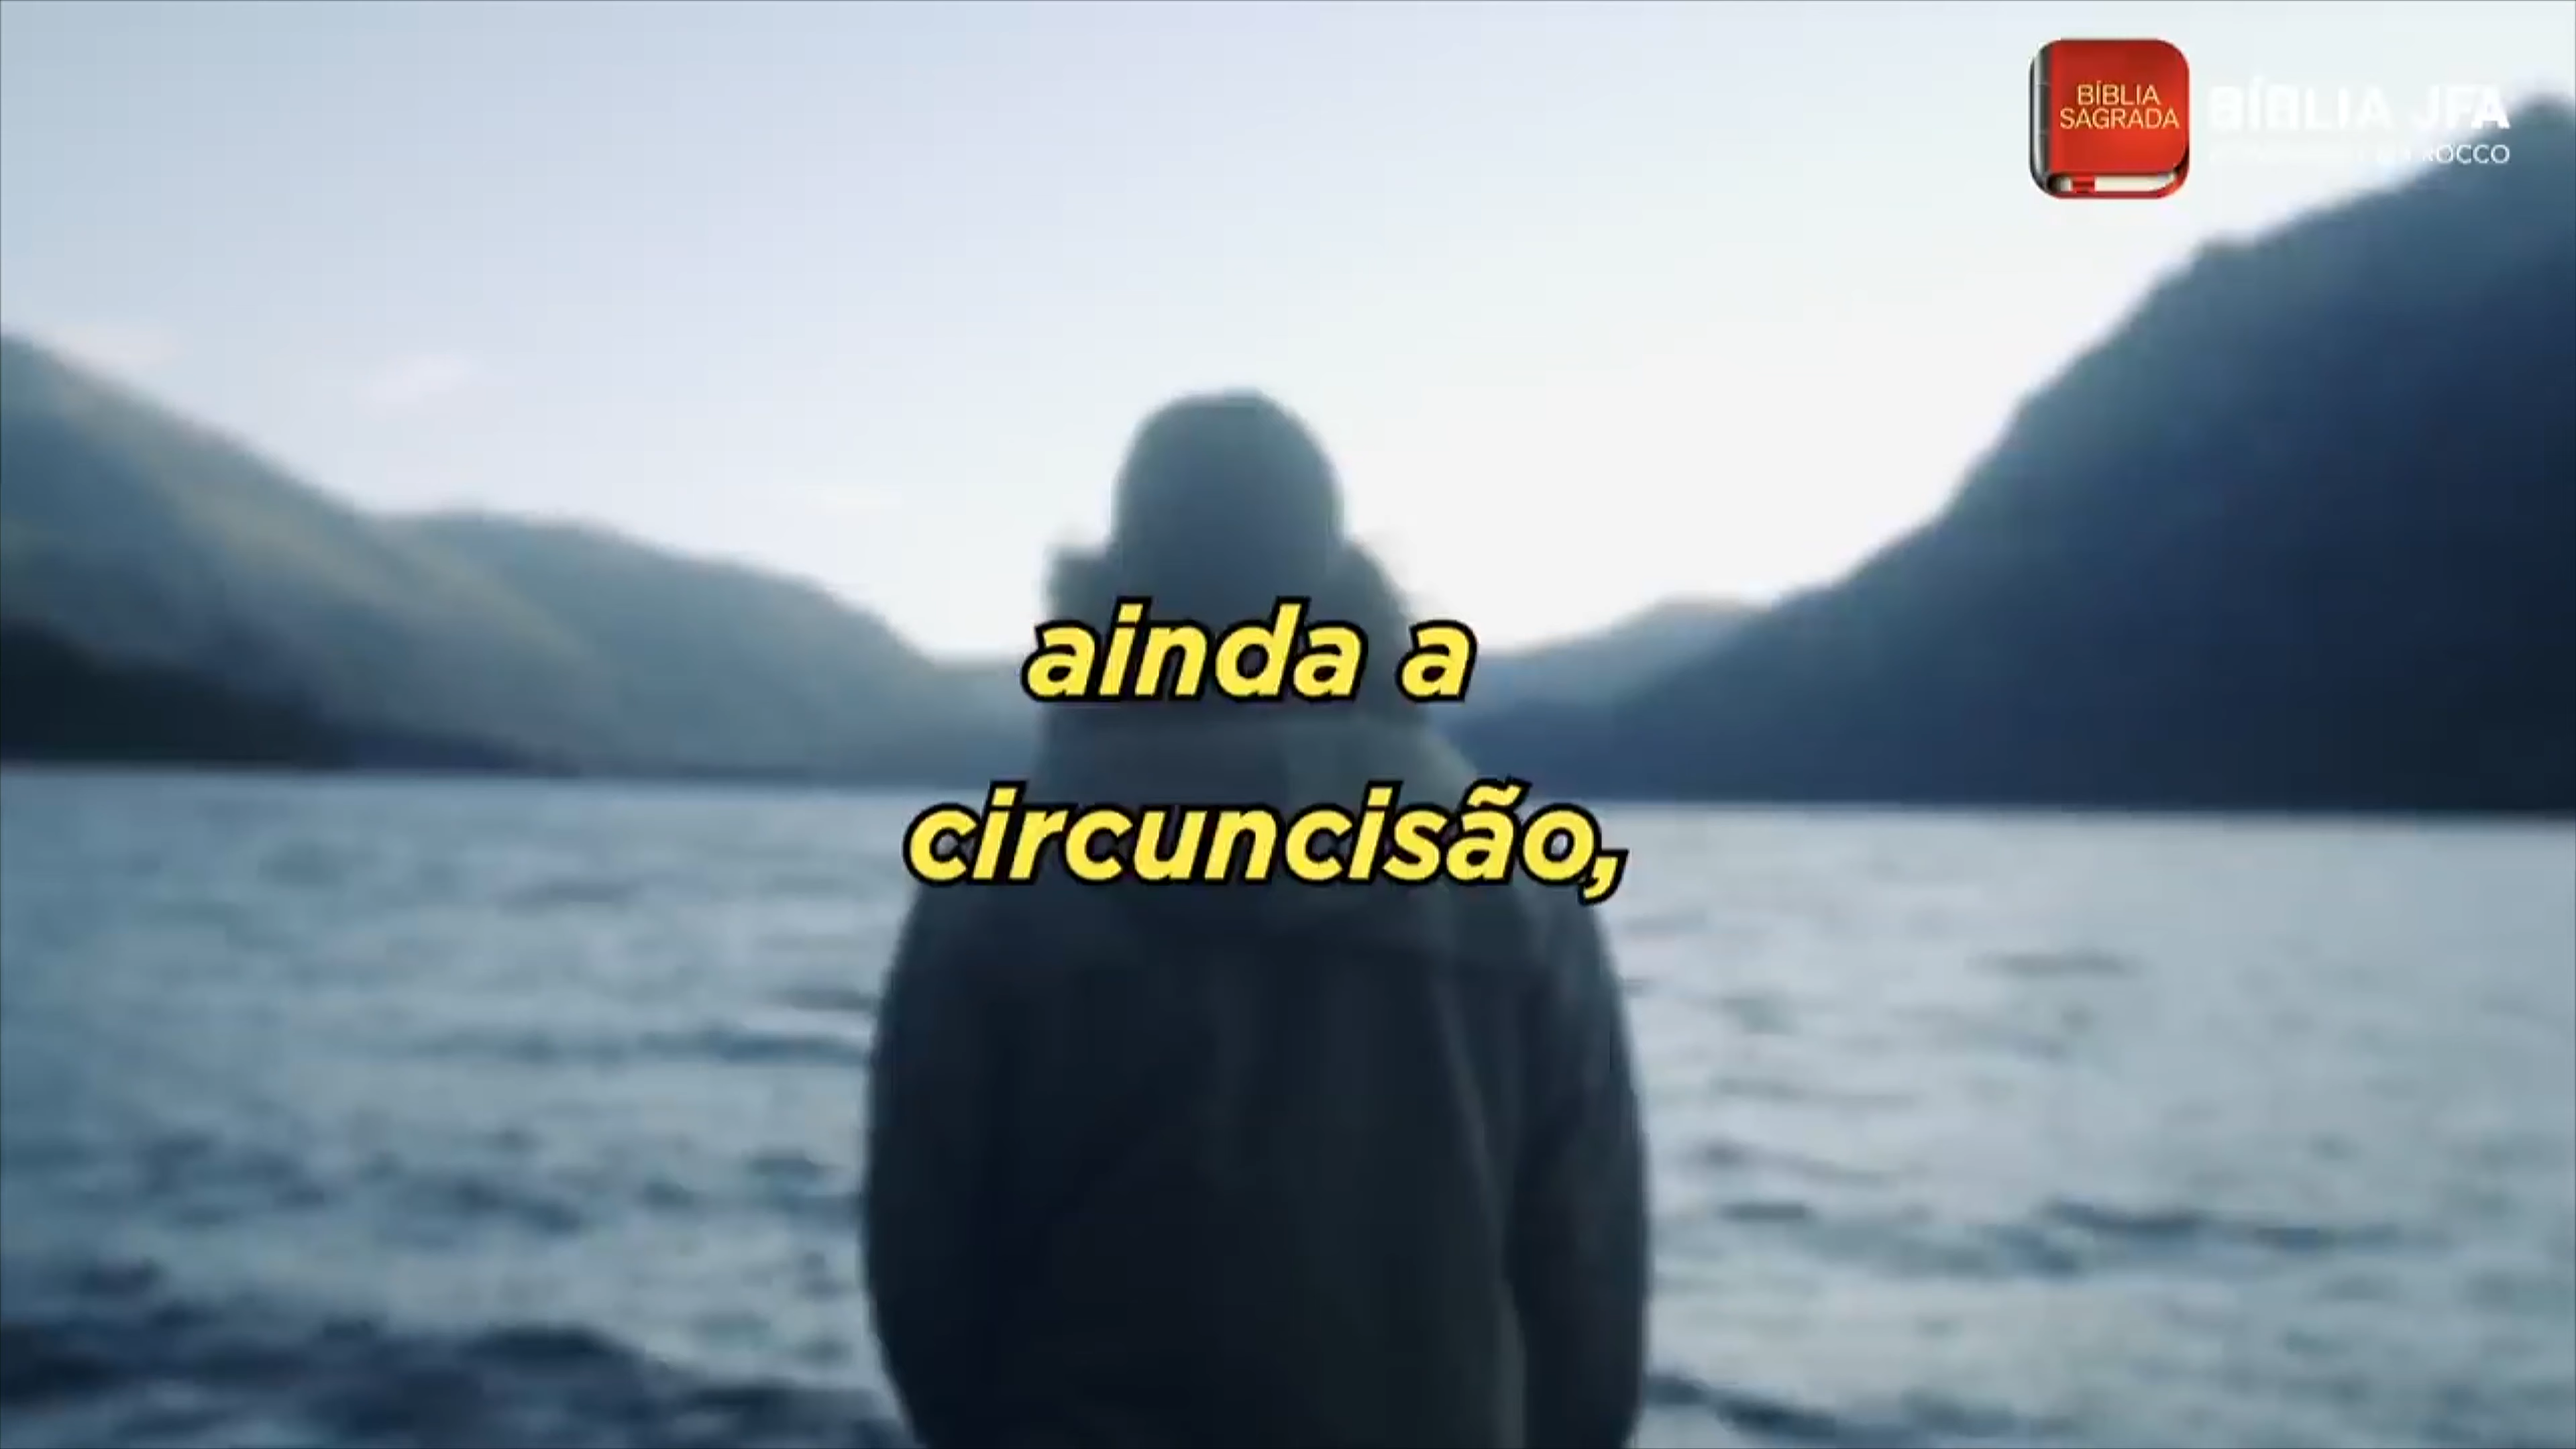 BÍBLIA
SAGRADA
BÍBLIA JFA
ROCCO
ainda a
circuncisão,